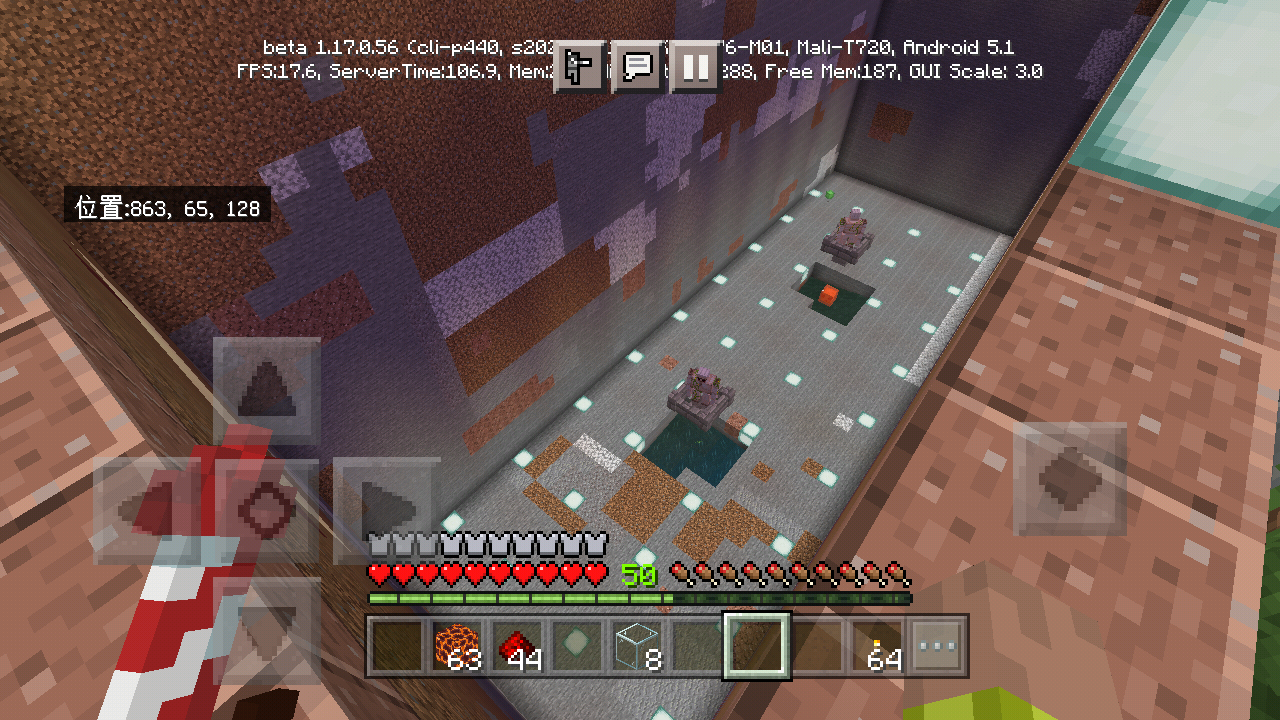 beta 1.17.0.56 (cli-p440, s202 6-M01, Mali-T720, Android 5.1
FPS:17.6, ServerTime:106.9, Mem: 288, Free Mem:187, GUI Scale: 3.0
位置:863, 65, 128
50
63 44 8 64